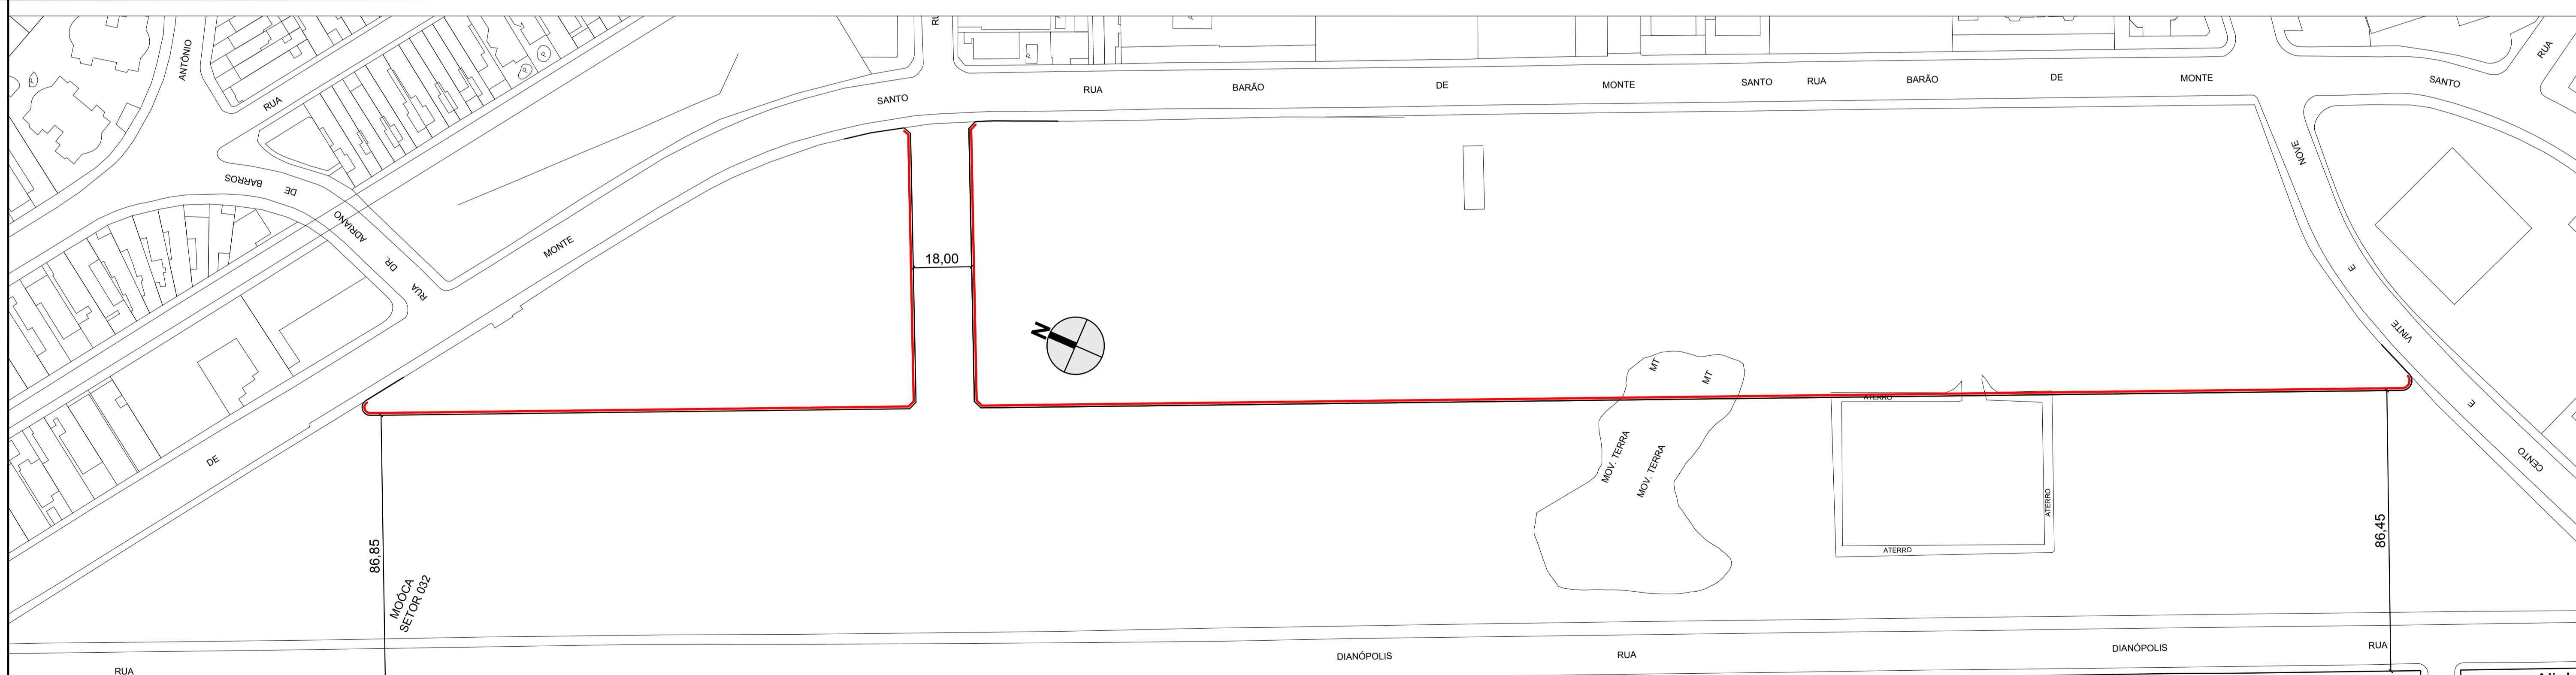 ANTÔNIO
RUA
RUA
P
P
P
P
P
SANTO
RUA
BARÃO
DE
MONTE
SANTO
RUA
BARÃO
DE
MONTE
SANTO
RUA
DE BARROS
ADRIANO
DR.
RUA
MONTE
DE
NOVE
E
VINTE
E
CENTO
18,00
N
MT
MT
MOV. TERRA
MOV. TERRA
ATERRO
ATERRO
ATERRO
86,85
MOÓCA
SETOR 032
86,45
RUA
DIANÓPOLIS
RUA
DIANÓPOLIS
RUA